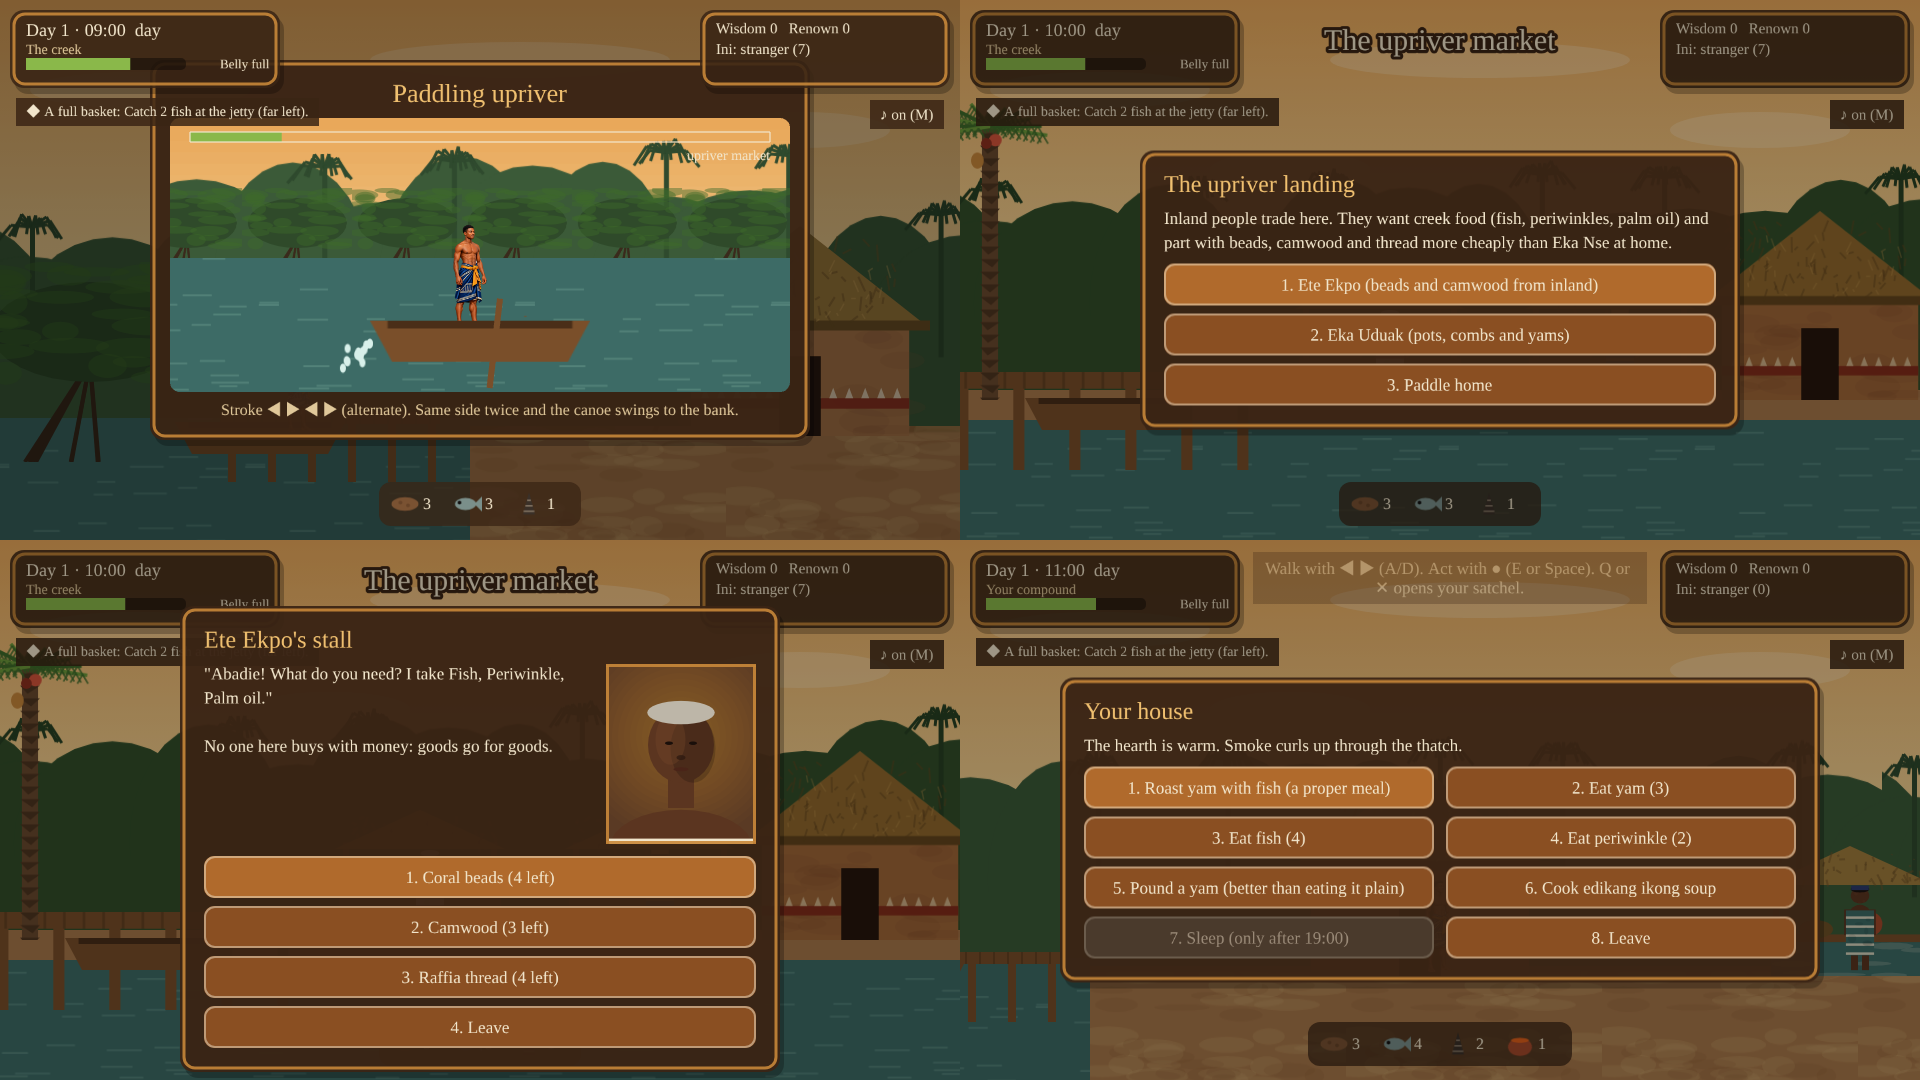 Day 1 · 09:00 day
The creek
Belly full
Wisdom 0 Renown 0
Ini: stranger (7)
◆ A full basket: Catch 2 fish at the jetty (far left).
♪ on (M)
Paddling upriver
upriver market
Stroke ◀ ▶ ◀ ▶ (alternate). Same side twice and the canoe swings to the bank.
3
3
1
Day 1 · 10:00 day
The creek
Belly full
The upriver market
Wisdom 0 Renown 0
Ini: stranger (7)
◆ A full basket: Catch 2 fish at the jetty (far left).
♪ on (M)
The upriver landing
Inland people trade here. They want creek food (fish, periwinkles, palm oil) and
part with beads, camwood and thread more cheaply than Eka Nse at home.
1. Ete Ekpo (beads and camwood from inland)
2. Eka Uduak (pots, combs and yams)
3. Paddle home
3
3
1
Day 1 · 10:00 day
The creek
Belly full
The upriver market
Wisdom 0 Renown 0
Ini: stranger (7)
◆ A full basket: Catch 2 fi
♪ on (M)
Ete Ekpo's stall
"Abadie! What do you need? I take Fish, Periwinkle,
Palm oil."
No one here buys with money: goods go for goods.
1. Coral beads (4 left)
2. Camwood (3 left)
3. Raffia thread (4 left)
4. Leave
Day 1 · 11:00 day
Your compound
Belly full
Walk with ◀ ▶ (A/D). Act with ● (E or Space). Q or
✕ opens your satchel.
Wisdom 0 Renown 0
Ini: stranger (0)
◆ A full basket: Catch 2 fish at the jetty (far left).
♪ on (M)
Your house
The hearth is warm. Smoke curls up through the thatch.
1. Roast yam with fish (a proper meal)
2. Eat yam (3)
3. Eat fish (4)
4. Eat periwinkle (2)
5. Pound a yam (better than eating it plain)
6. Cook edikang ikong soup
7. Sleep (only after 19:00)
8. Leave
3
4
2
1